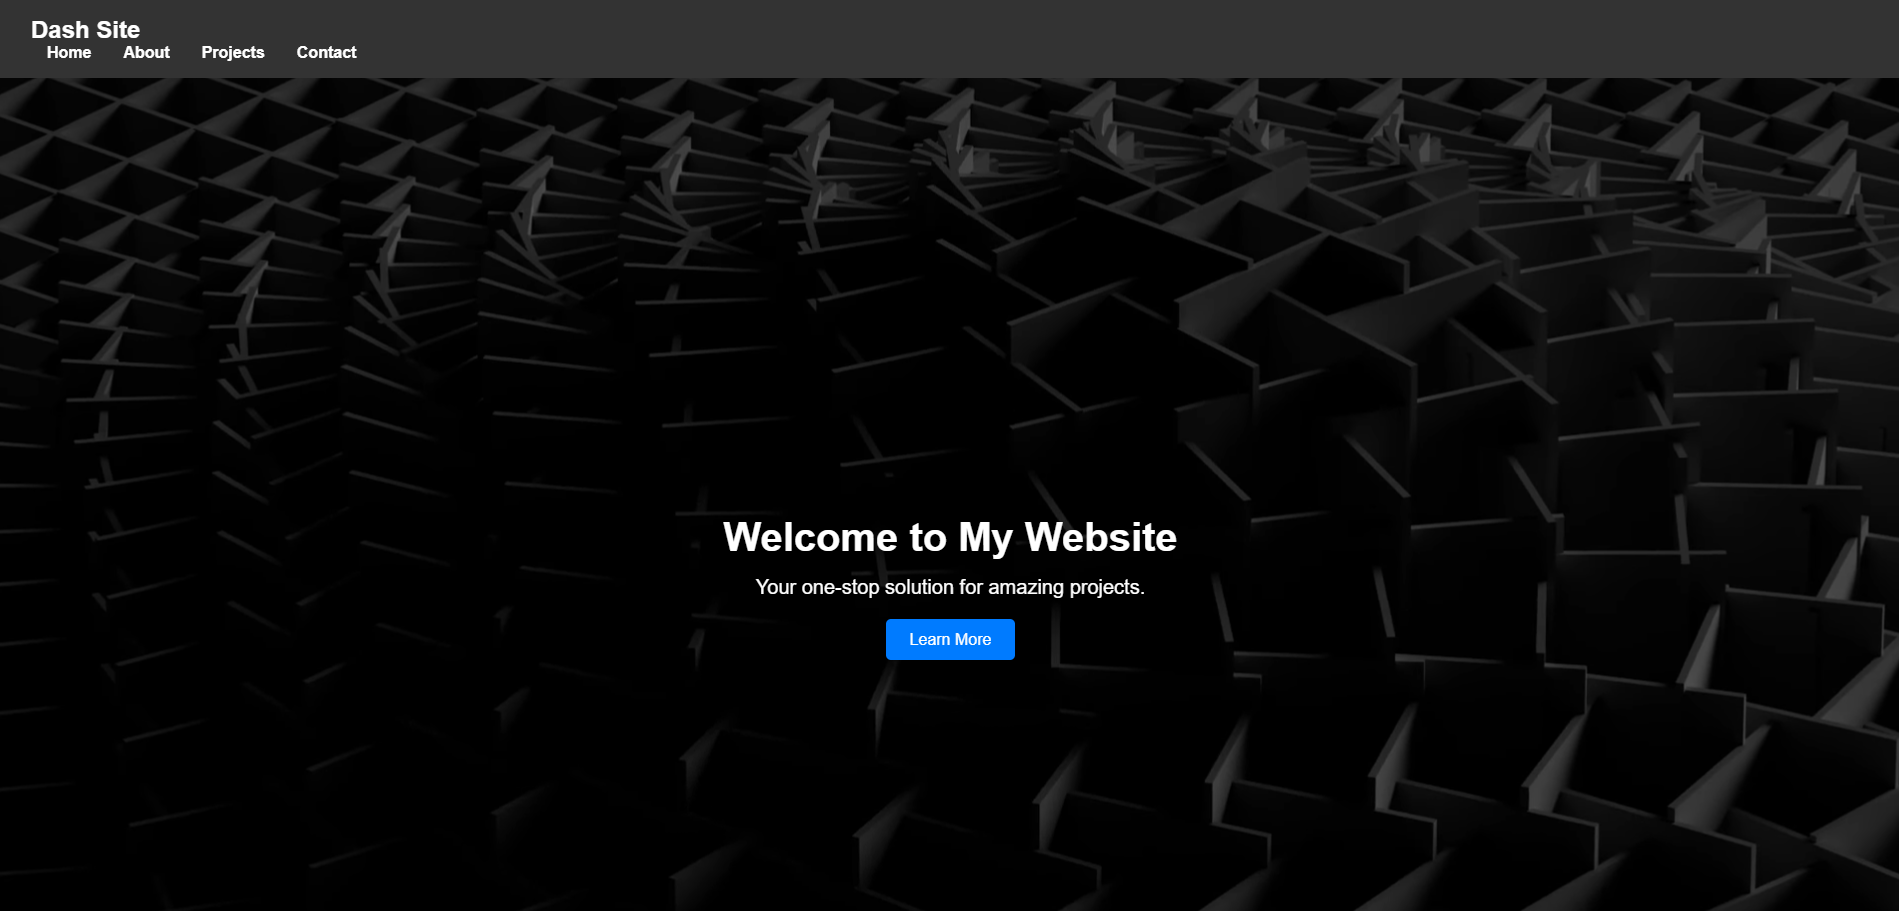 Dash Site
Home About Projects Contact
Welcome to My Website
Your one-stop solution for amazing projects.
Learn More